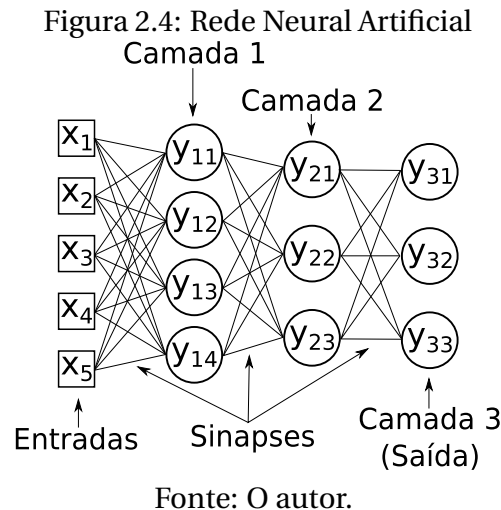 Figura 2.4: Rede Neural Artificial
Camada 1
Camada 2
x1
x2
x3
x4
x5
y11
y12
y13
y14
y21
y22
y23
y31
y32
y33
Entradas
Sinapses
Camada 3
(Saída)
Fonte: O autor.